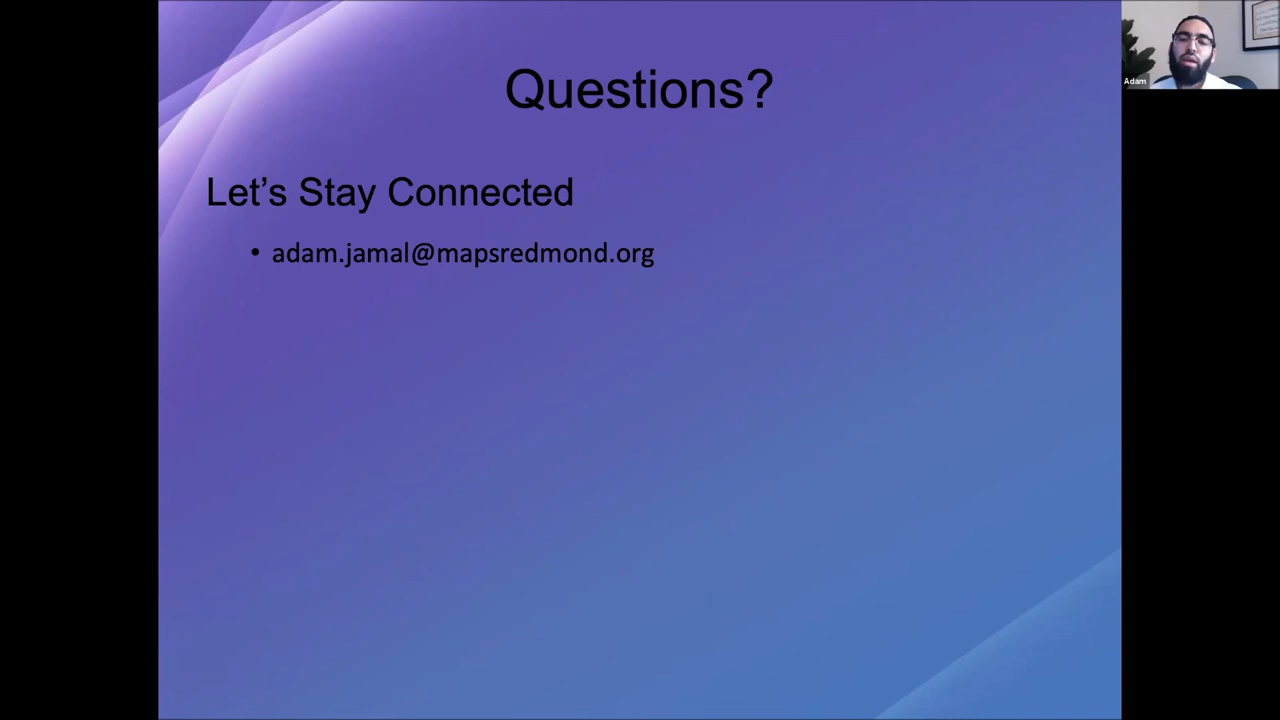 Questions?
Let’s Stay Connected
• adam.jamal@mapsredmond.org
Adam